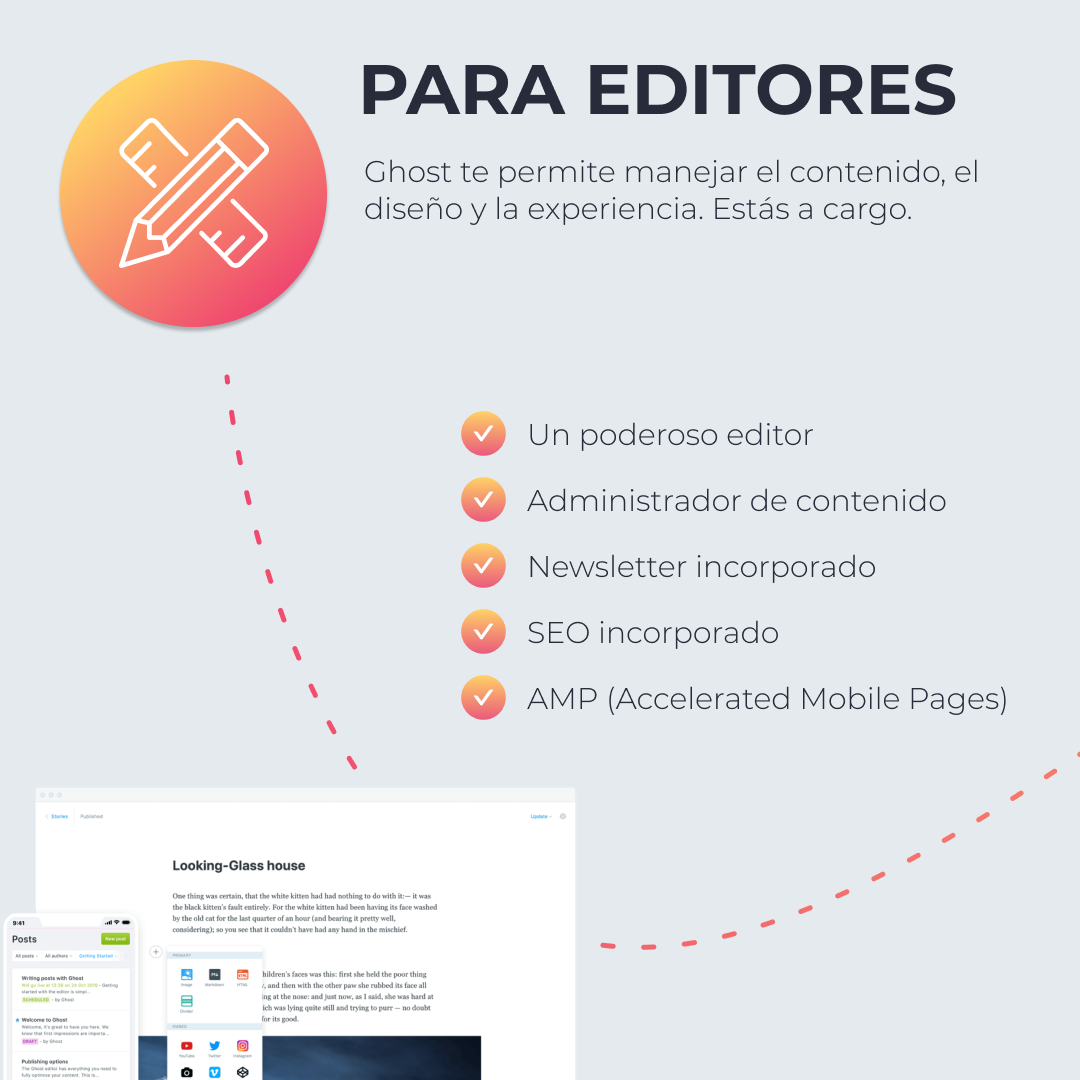 PARA EDITORES
Ghost te permite manejar el contenido, el
diseño y la experiencia. Estás a cargo.
Un poderoso editor
Administrador de contenido
Newsletter incorporado
SEO incorporado
AMP (Accelerated Mobile Pages)
Stories
Published
Update
Looking-Glass house
One thing was certain, that the white kitten had had nothing to do with it:— it was
the black kitten's fault entirely. For the white kitten had been having its face washed
by the old cat for the last quarter of an hour (and bearing it pretty well,
considering); so you see that it couldn't have had any hand in the mischief.
hildren's faces was this: first she held the poor thing
, and then with the other paw she rubbed its face all
ing at the nose: and just now, as I said, she was hard at
ich was lying quite still and trying to purr — no doubt
for its good.
PRIMARY
Image
Markdown
HTML
Divider
EMBED
YouTube
Twitter
Instagram
9:41
Posts
New post
All posts
All authors
Getting Started
Writing posts with Ghost
Will go live at 13:38 on 24 Oct 2019 - Getting
started with the editor is simpl...
SCHEDULED - by Ghost
Welcome to Ghost
Welcome, it's great to have you here. We
know that first impressions are importa...
DRAFT - by Ghost
Publishing options
The Ghost editor has everything you need to
fully optimise your content. This is...